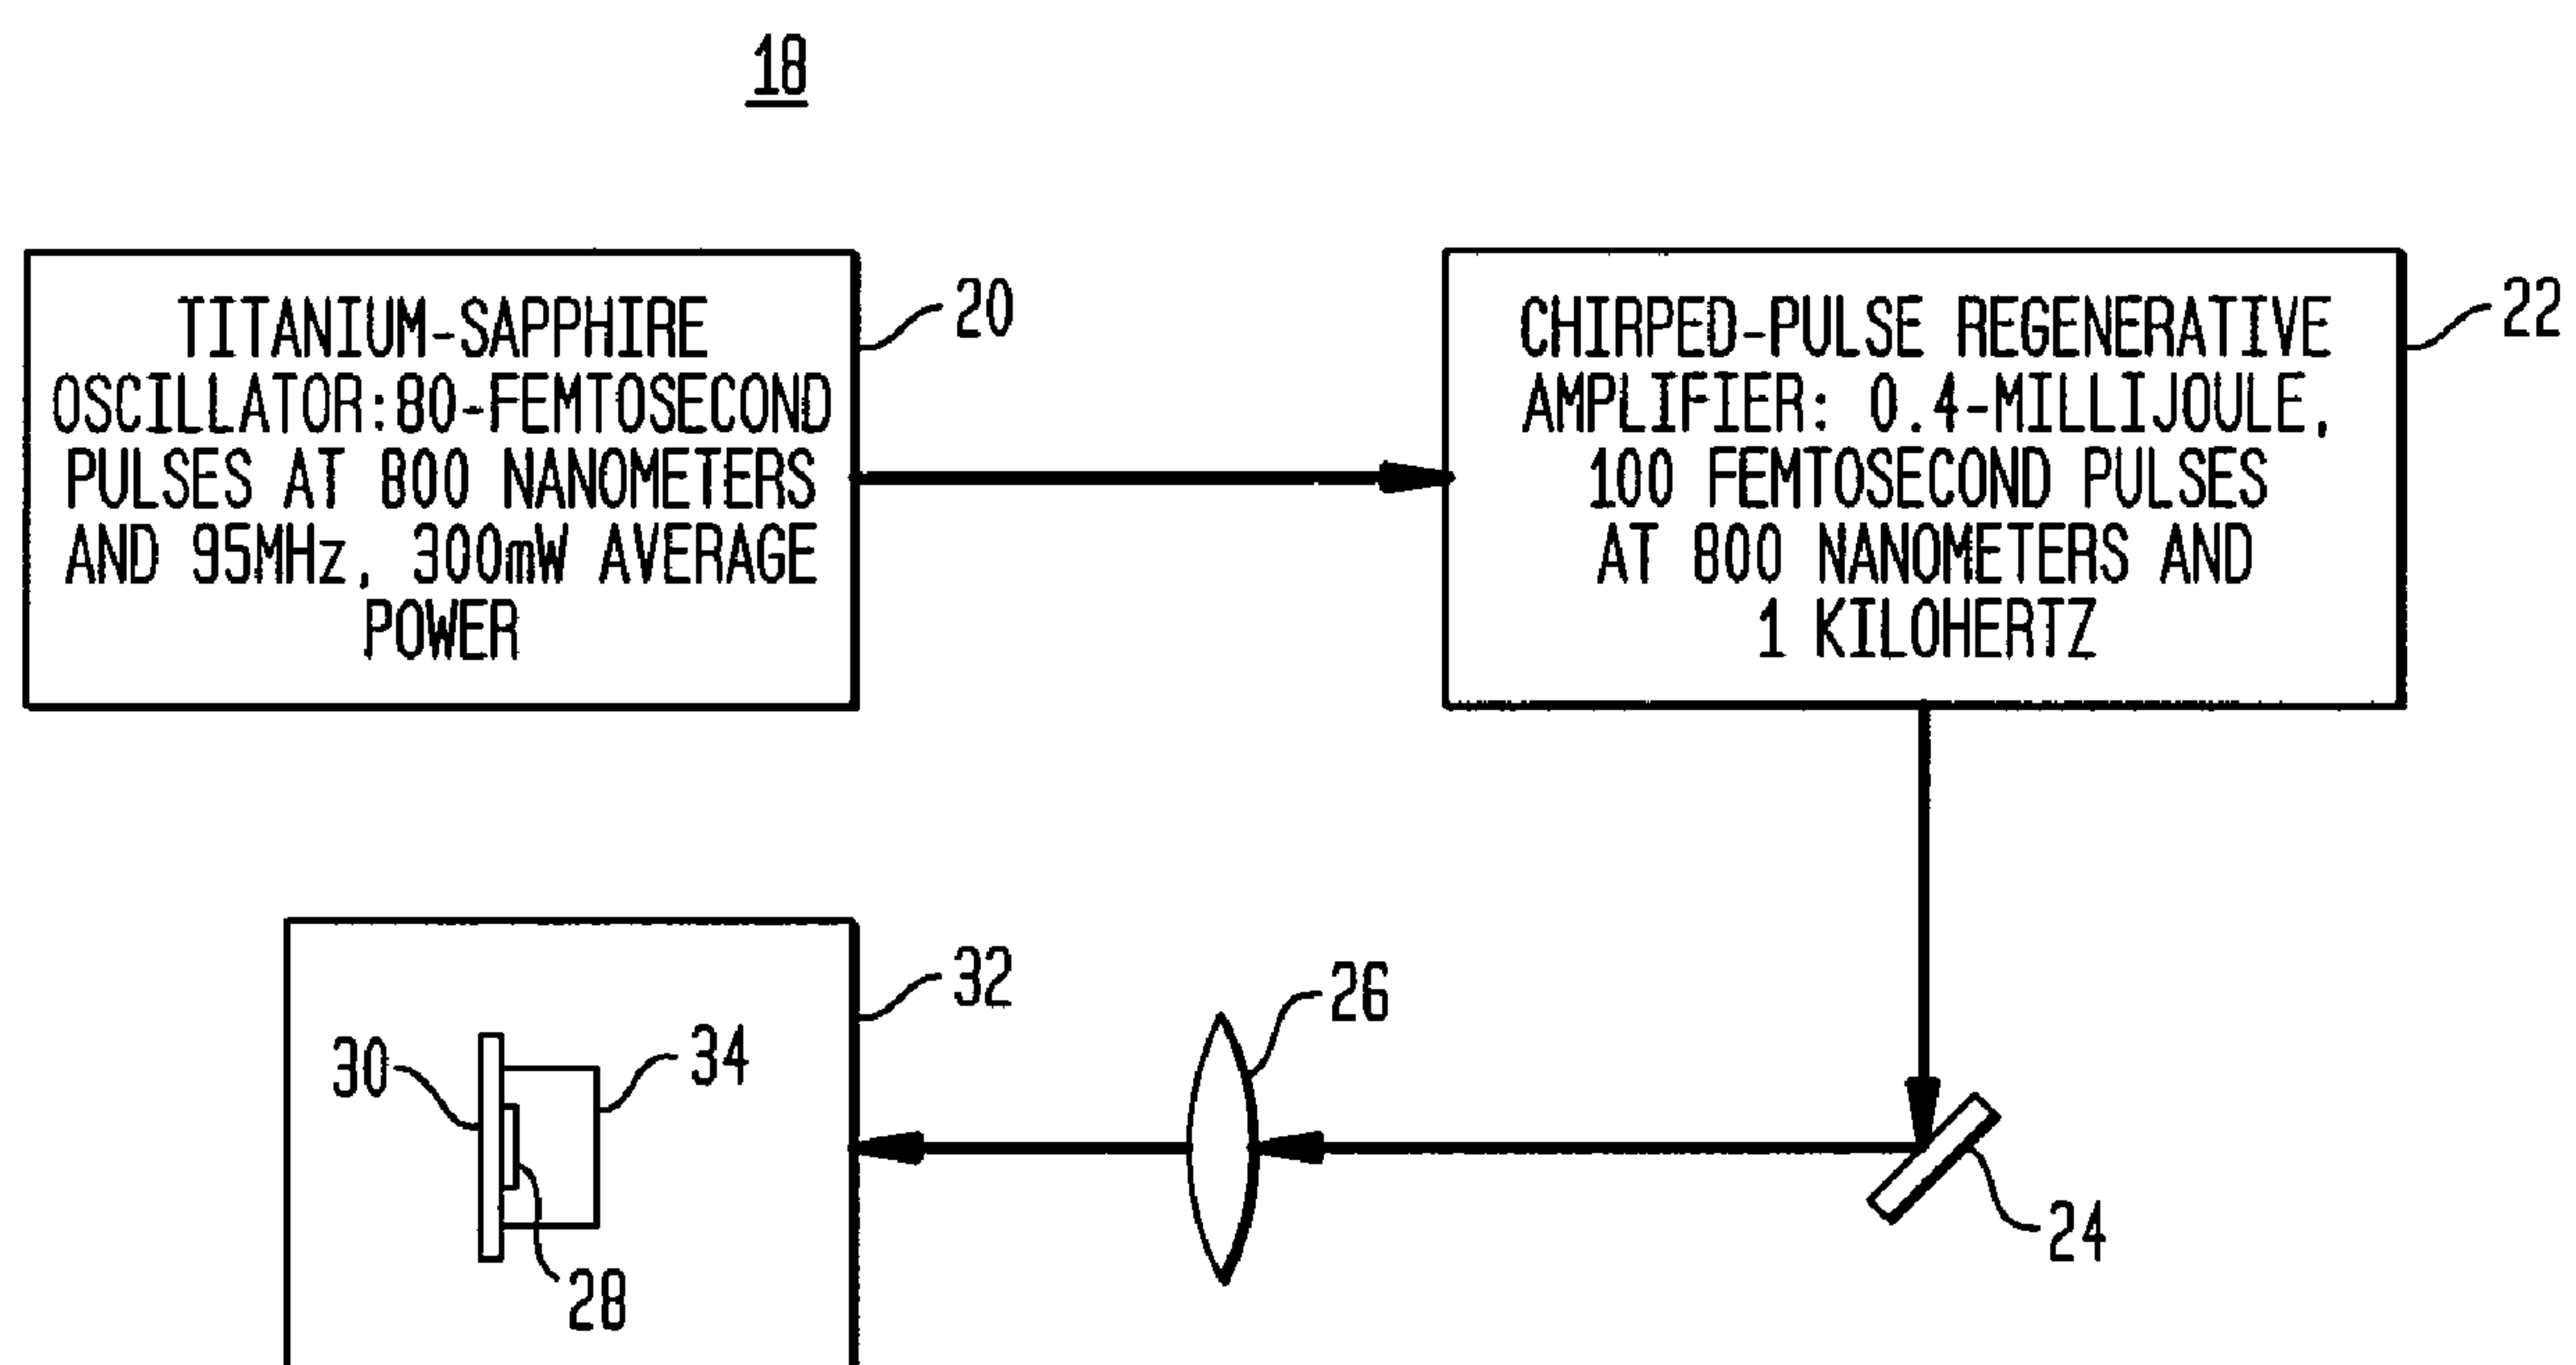 18
TITANIUM-SAPPHIRE
OSCILLATOR:80-FEMTOSECOND
PULSES AT 800 NANOMETERS
AND 95MHz, 300mW AVERAGE
POWER
20
CHIRPED-PULSE REGENERATIVE
AMPLIFIER: 0.4-MILLIJOULE,
100 FEMTOSECOND PULSES
AT 800 NANOMETERS AND
1 KILOHERTZ
22
32
26
30
34
28
24